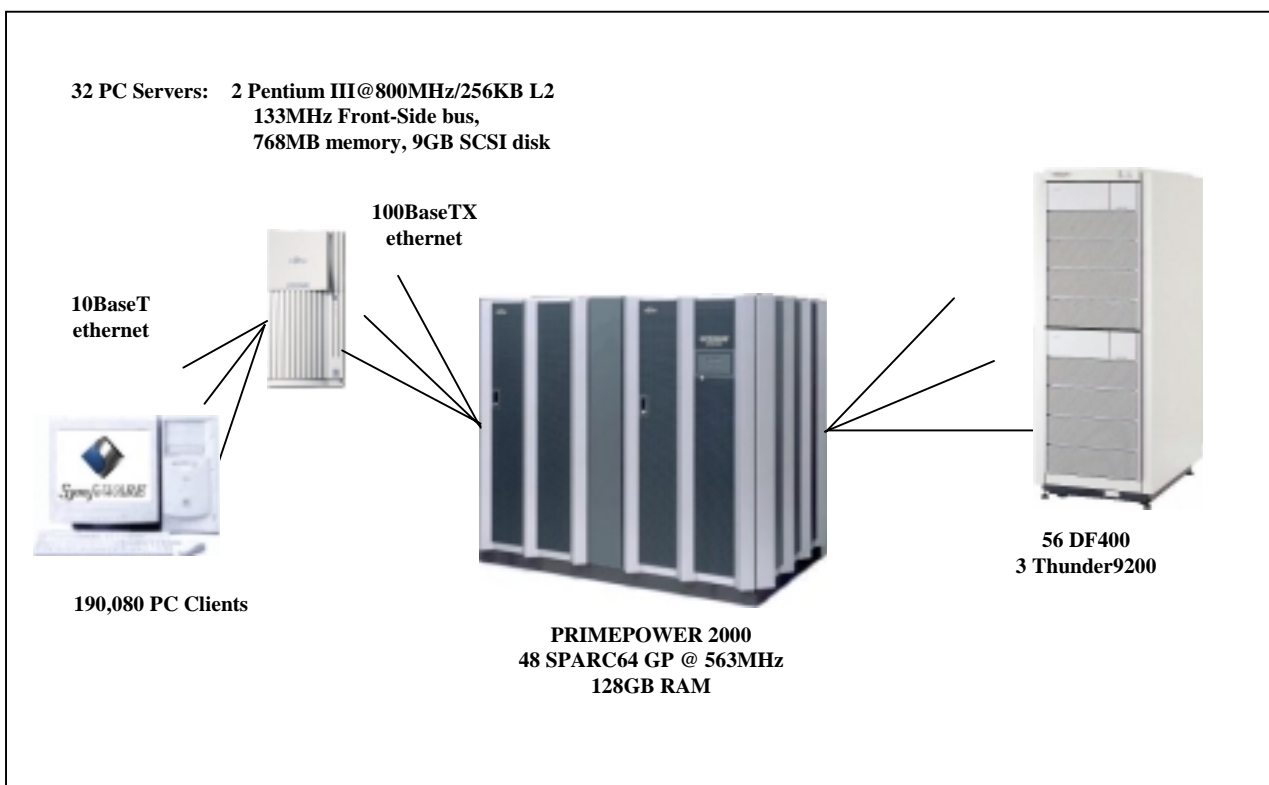 32 PC Servers: 2 Pentium III@800MHz/256KB L2
133MHz Front-Side bus,
768MB memory, 9GB SCSI disk
100BaseTX
ethernet
10BaseT
ethernet
SymfoWARE
190,080 PC Clients
PRIMEPOWER 2000
48 SPARC64 GP @ 563MHz
128GB RAM
56 DF400
3 Thunder9200